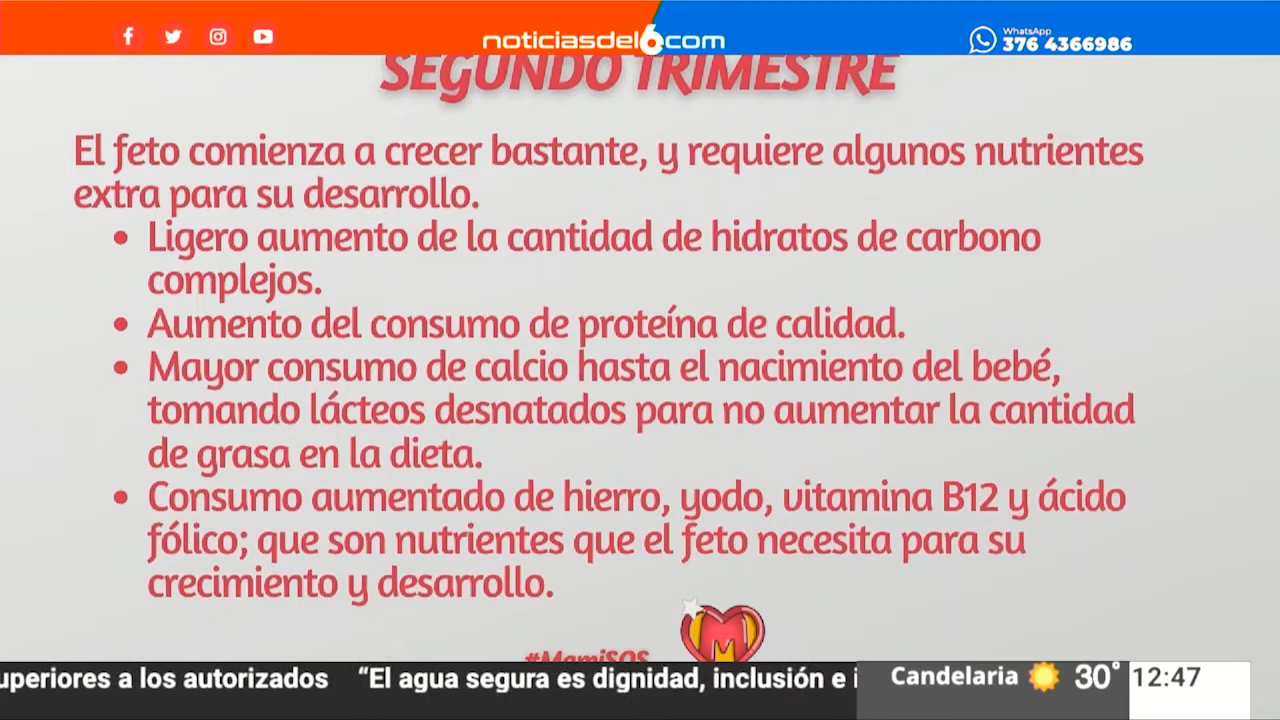 noticiasdel6.com
WhatsApp
376 4366986
SEGUNDO TRIMESTRE
El feto comienza a crecer bastante, y requiere algunos nutrientes
extra para su desarrollo.
• Ligero aumento de la cantidad de hidratos de carbono
complejos.
• Aumento del consumo de proteína de calidad.
• Mayor consumo de calcio hasta el nacimiento del bebé,
tomando lácteos desnatados para no aumentar la cantidad
de grasa en la dieta.
• Consumo aumentado de hierro, yodo, vitamina B12 y ácido
fólico; que son nutrientes que el feto necesita para su
crecimiento y desarrollo.
M
#MamiSOS
uperiores a los autorizados “El agua segura es dignidad, inclusión e i
Candelaria 30° 12:47